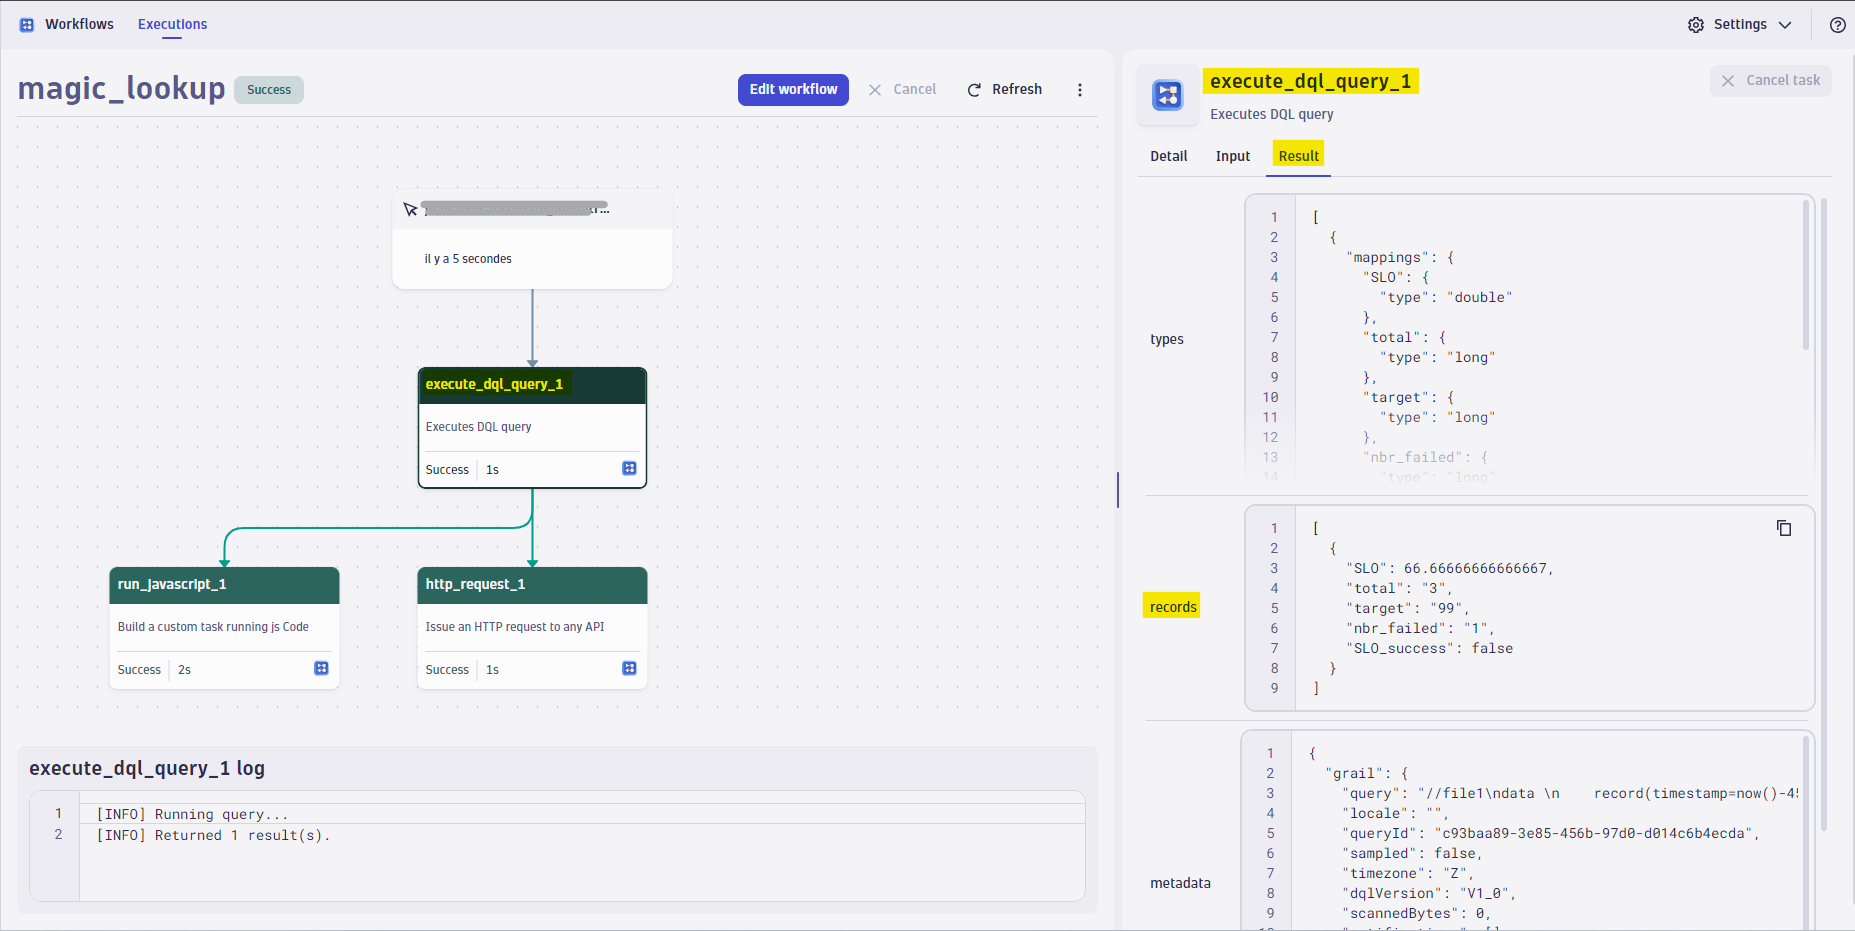 Workflows
Executions
Settings
magic_lookup
Success
Edit workflow
Cancel
Refresh
il y a 5 secondes
execute_dql_query_1
Executes DQL query
Success
1s
run_javascript_1
Build a custom task running js Code
Success
2s
http_request_1
Issue an HTTP request to any API
Success
1s
execute_dql_query_1 log
1 [INFO] Running query...
2 [INFO] Returned 1 result(s).
execute_dql_query_1
Cancel task
Executes DQL query
Detail
Input
Result
types
1 [
2 {
3 "mappings": {
4 "SLO": {
5 "type": "double"
6 },
7 "total": {
8 "type": "long"
9 },
10 "target": {
11 "type": "long"
12 },
13 "nbr_failed": {
14 "type": "long"
records
1 [
2 {
3 "SLO": 66.66666666666667,
4 "total": "3",
5 "target": "99",
6 "nbr_failed": "1",
7 "SLO_success": false
8 }
9 ]
metadata
1 {
2 "grail": {
3 "query": "//file1\ndata \n    record(timestamp=now()-45
4 "locale": "",
5 "queryId": "c93baa89-3e85-456b-97d0-d014c6b4ecda",
6 "sampled": false,
7 "timezone": "Z",
8 "dqlVersion": "V1_0",
9 "scannedBytes": 0,